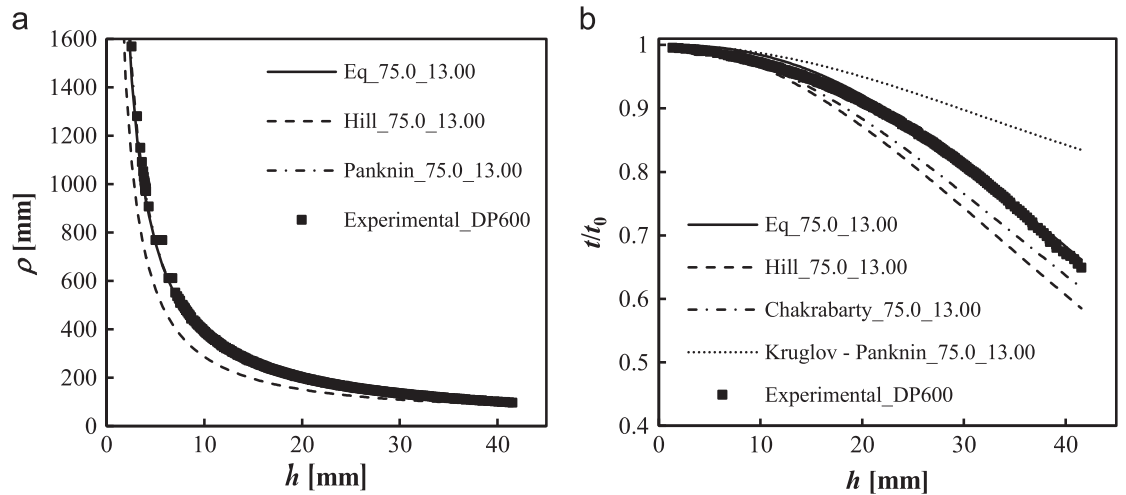 a
1600
1400
1200
1000
800
600
400
200
0
ρ [mm]
Eq_75.0_13.00
Hill_75.0_13.00
Panknin_75.0_13.00
Experimental_DP600
0 10 20 30 40
h [mm]
b
1
0.9
0.8
0.7
0.6
0.5
0.4
t/t0
Eq_75.0_13.00
Hill_75.0_13.00
Chakrabarty_75.0_13.00
Kruglov - Panknin_75.0_13.00
Experimental_DP600
0 10 20 30 40
h [mm]